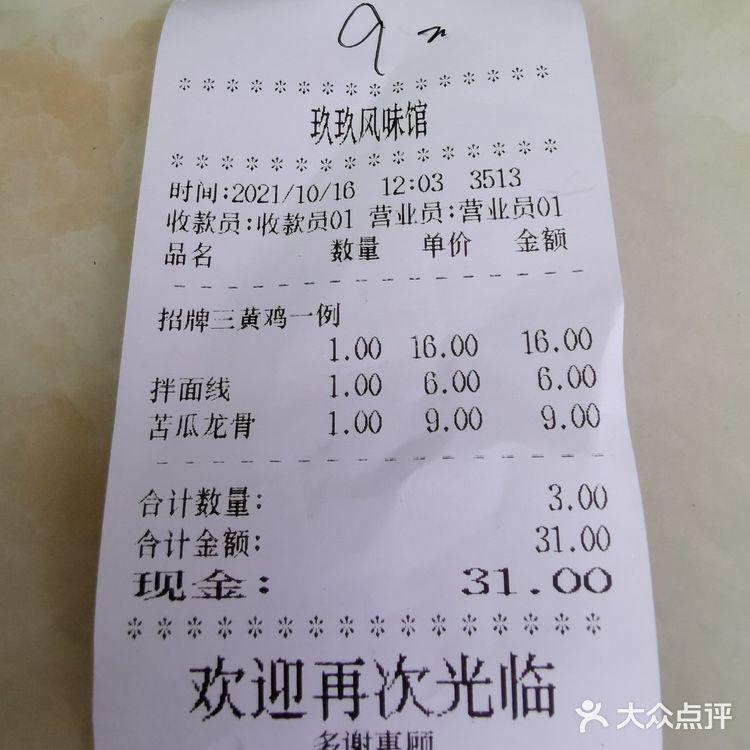 9
* * * * * * * * * * * * * * * *
玖玖风味馆
* * * * * * * * * * * * * * * *
时间:2021/10/16 12:03 3513
收款员:收款员01 营业员:营业员01
品名 数量 单价 金额
招牌三黄鸡一例
1.00 16.00 16.00
拌面线 1.00 6.00 6.00
苦瓜龙骨 1.00 9.00 9.00
合计数量: 3.00
合计金额: 31.00
现金: 31.00
* * * * * * * * * * * * * * * *
欢迎再次光临
多谢惠顾
大众点评